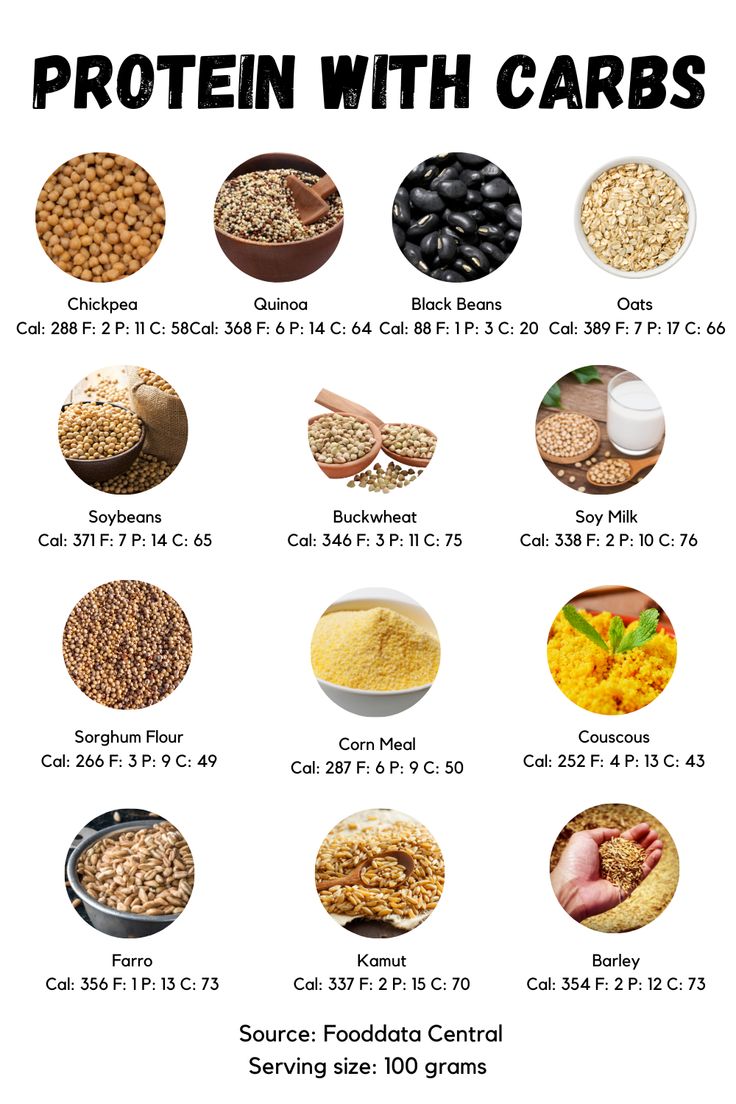 PROTEIN WITH CARBS
Chickpea
Cal: 288 F: 2 P: 11 C: 58
Quinoa
Cal: 368 F: 6 P: 14 C: 64
Black Beans
Cal: 88 F: 1 P: 3 C: 20
Oats
Cal: 389 F: 7 P: 17 C: 66
Soybeans
Cal: 371 F: 7 P: 14 C: 65
Buckwheat
Cal: 346 F: 3 P: 11 C: 75
Soy Milk
Cal: 338 F: 2 P: 10 C: 76
Sorghum Flour
Cal: 266 F: 3 P: 9 C: 49
Corn Meal
Cal: 287 F: 6 P: 9 C: 50
Couscous
Cal: 252 F: 4 P: 13 C: 43
Farro
Cal: 356 F: 1 P: 13 C: 73
Kamut
Cal: 337 F: 2 P: 15 C: 70
Barley
Cal: 354 F: 2 P: 12 C: 73
Source: Fooddata Central
Serving size: 100 grams